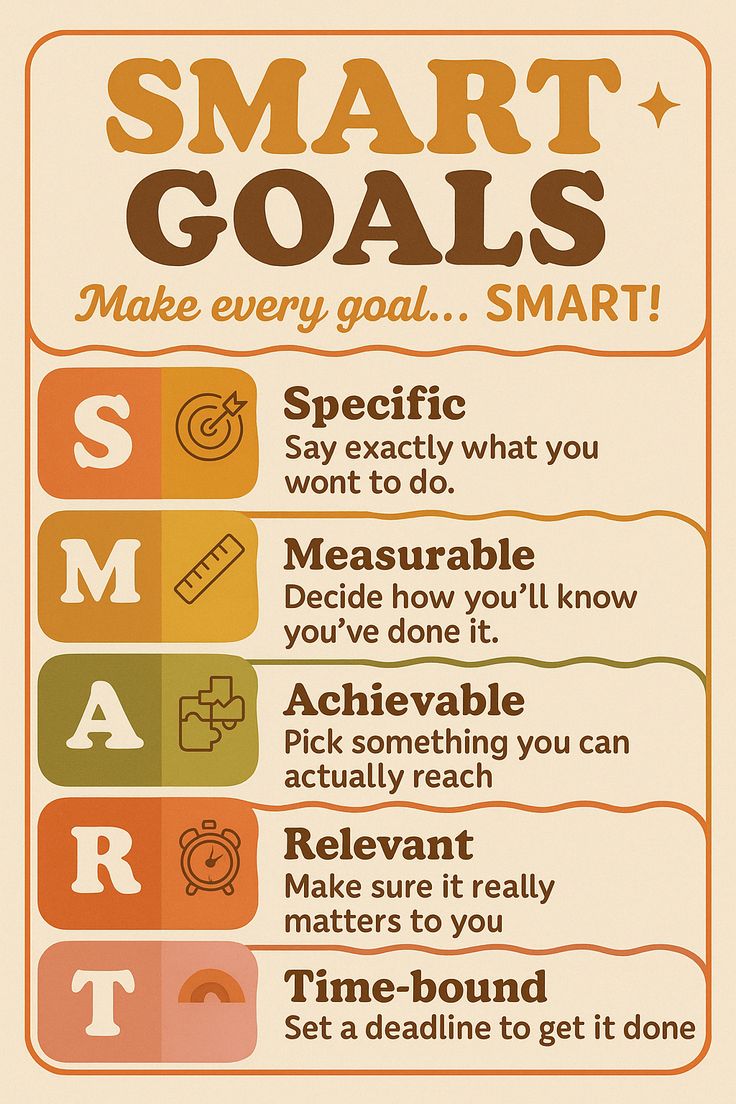 SMART
GOALS
Make every goal... SMART!
S
Specific
Say exactly what you
wont to do.
M
Measurable
Decide how you'll know
you've done it.
A
Achievable
Pick something you can
actually reach
R
Relevant
Make sure it really
matters to you
T
Time-bound
Set a deadline to get it done